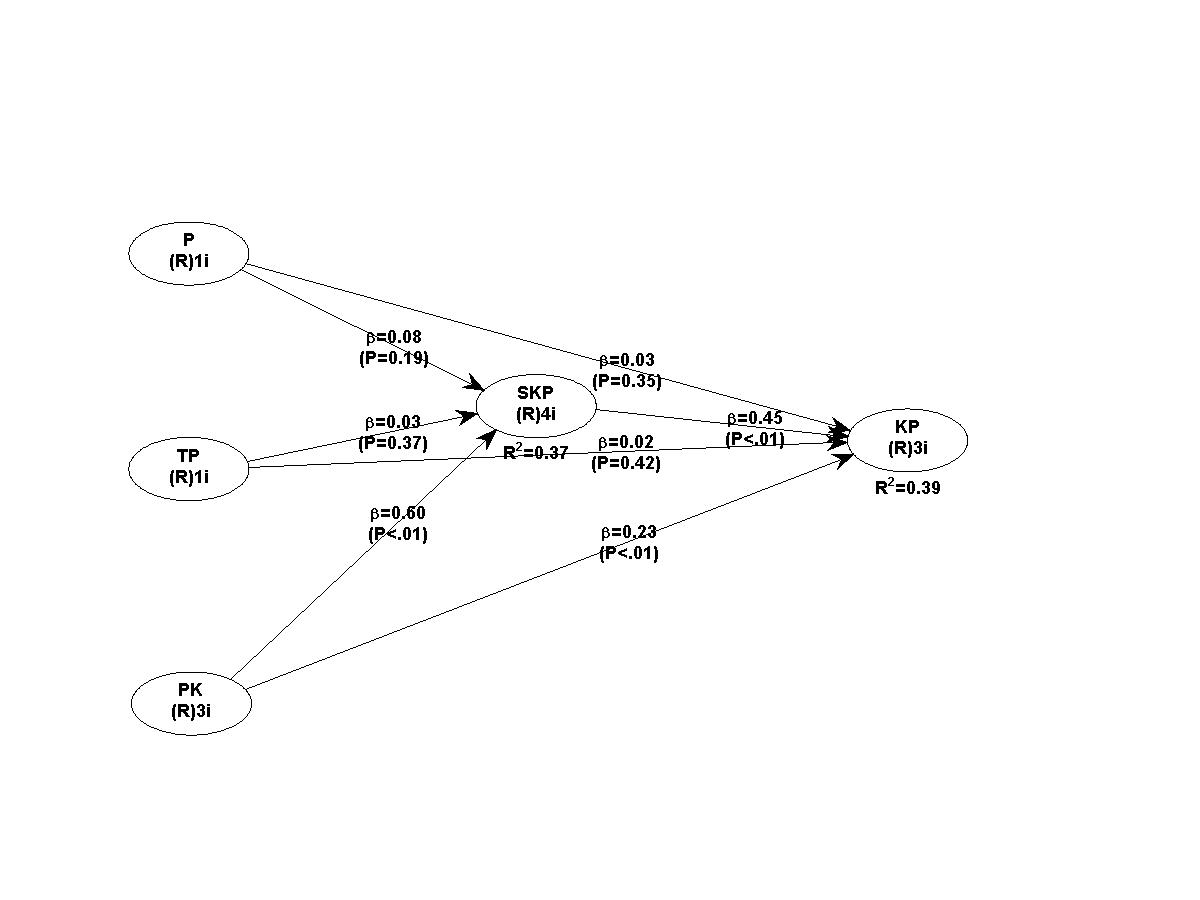 P
(R)1i
β=0.08
(P=0.19)
β=0.03
(P=0.35)
SKP
(R)4i
R²=0.37
β=0.45
(P<.01)
KP
(R)3i
R²=0.39
β=0.03
(P=0.37)
β=0.02
(P=0.42)
TP
(R)1i
β=0.60
(P<.01)
β=0.23
(P<.01)
PK
(R)3i